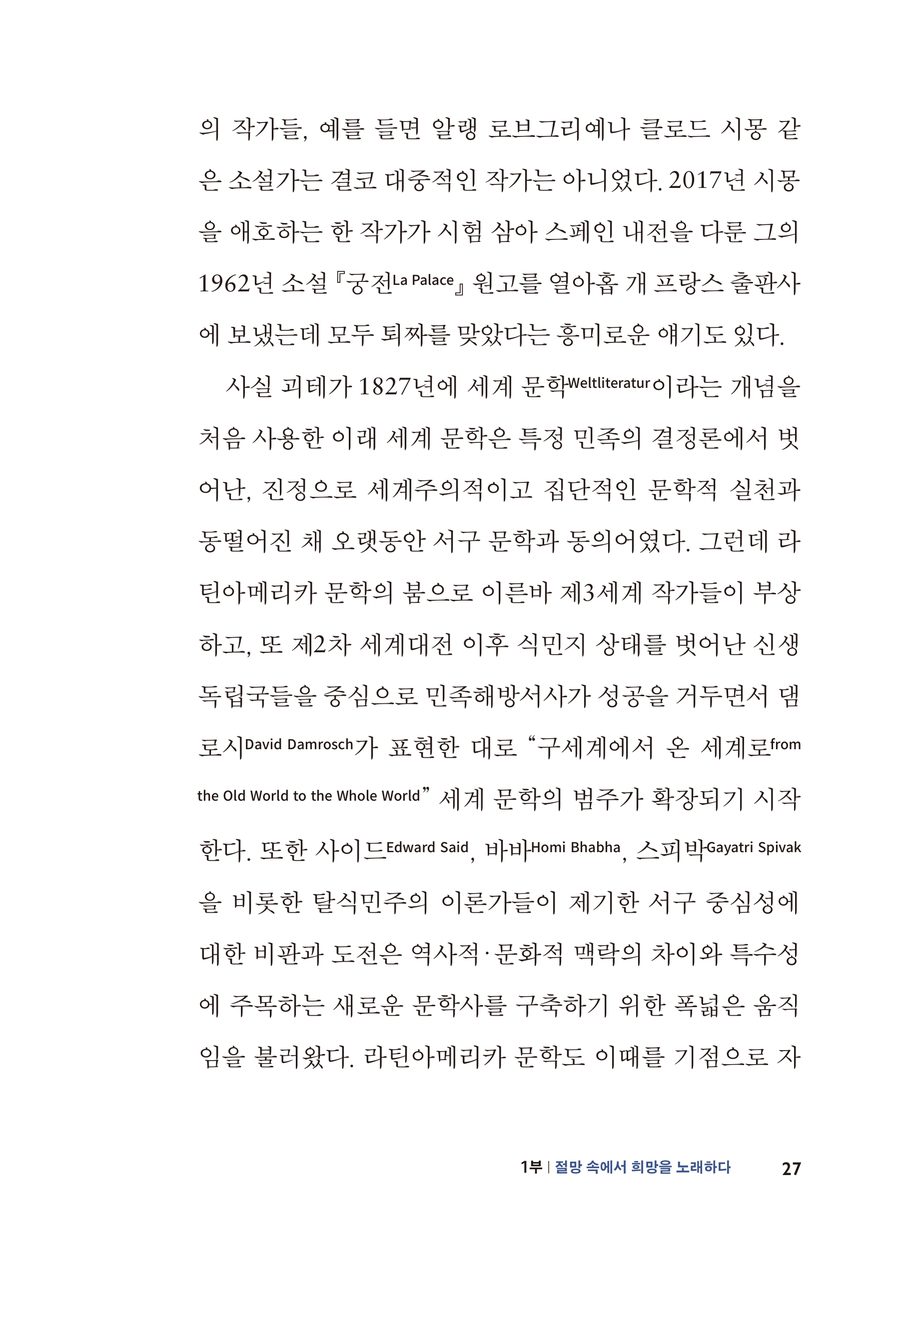 의 작가들, 예를 들면 알랭 로브그리예나 클로드 시몽 같
은 소설가는 결코 대중적인 작가는 아니었다. 2017년 시몽
을 애호하는 한 작가가 시험 삼아 스페인 내전을 다룬 그의
1962년 소설 『궁전La Palace』 원고를 열아홉 개 프랑스 출판사
에 보냈는데 모두 퇴짜를 맞았다는 흥미로운 얘기도 있다.
사실 괴테가 1827년에 세계 문학Weltliteratur이라는 개념을
처음 사용한 이래 세계 문학은 특정 민족의 결정론에서 벗
어난, 진정으로 세계주의적이고 집단적인 문학적 실천과
동떨어진 채 오랫동안 서구 문학과 동의어였다. 그런데 라
틴아메리카 문학의 붐으로 이른바 제3세계 작가들이 부상
하고, 또 제2차 세계대전 이후 식민지 상태를 벗어난 신생
독립국들을 중심으로 민족해방서사가 성공을 거두면서 댐
로시David Damrosch가 표현한 대로 “구세계에서 온 세계로from
the Old World to the Whole World” 세계 문학의 범주가 확장되기 시작
한다. 또한 사이드Edward Said, 바바Homi Bhabha, 스피박Gayatri Spivak
을 비롯한 탈식민주의 이론가들이 제기한 서구 중심성에
대한 비판과 도전은 역사적·문화적 맥락의 차이와 특수성
에 주목하는 새로운 문학사를 구축하기 위한 폭넓은 움직
임을 불러왔다. 라틴아메리카 문학도 이때를 기점으로 자
1부 | 절망 속에서 희망을 노래하다 27